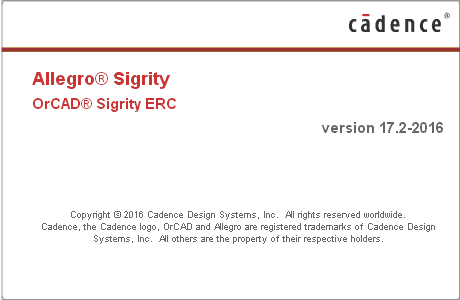 cādence®
Allegro® Sigrity
OrCAD® Sigrity ERC
version 17.2-2016
Copyright © 2016 Cadence Design Systems, Inc. All rights reserved worldwide.
Cadence, the Cadence logo, OrCAD and Allegro are registered trademarks of Cadence Design
Systems, Inc. All others are the property of their respective holders.